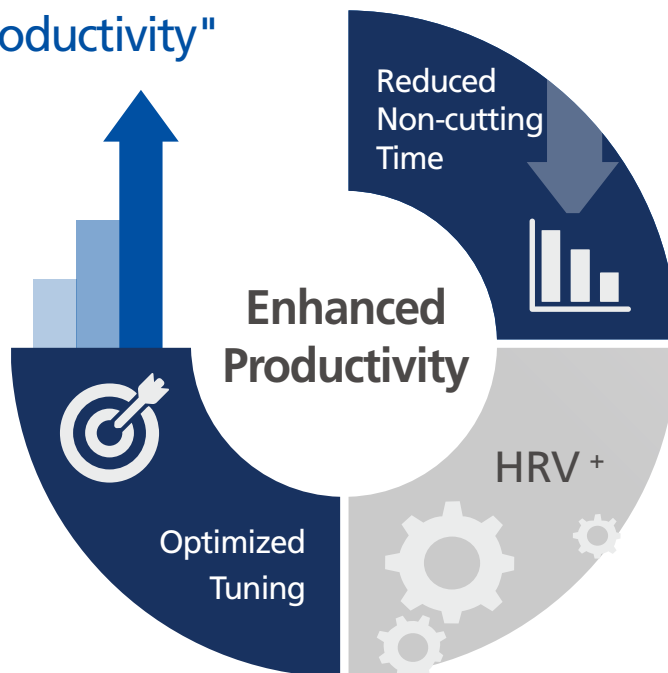 oductivity"
Reduced
Non-cutting
Time
Enhanced
Productivity
HRV +
Optimized
Tuning